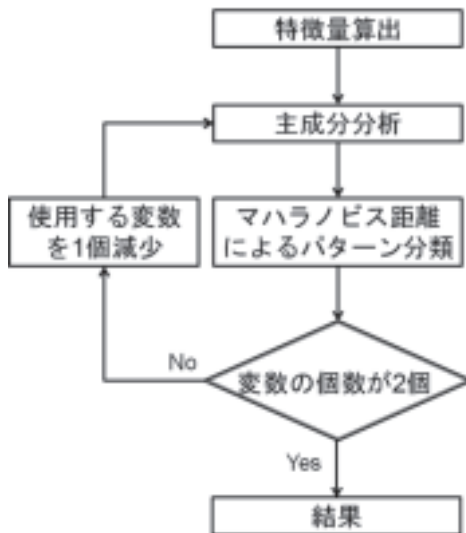 特徴量算出
主成分分析
使用する変数
を1個減少
マハラノビス距離
によるパターン分類
変数の個数が2個
No
Yes
結果